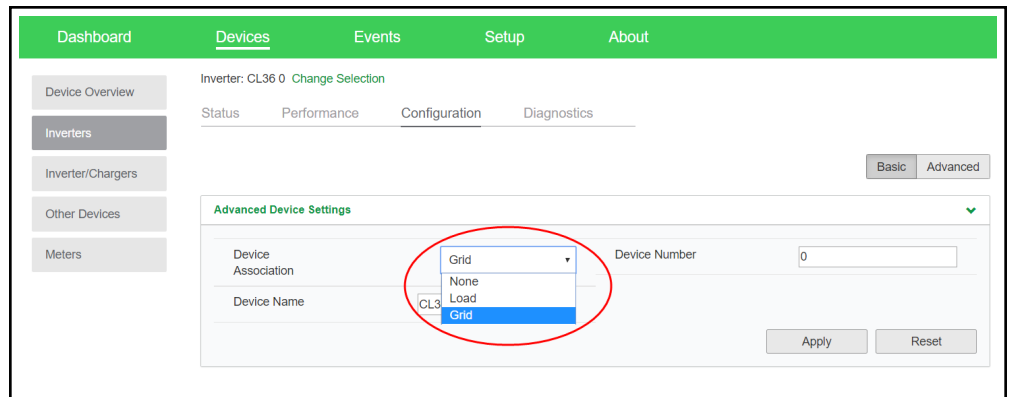 Dashboard Devices Events Setup About
Inverter: CL36 0 Change Selection
Device Overview
Status Performance Configuration Diagnostics
Inverters
Inverter/Chargers
Basic Advanced
Other Devices
Advanced Device Settings
Meters
Device Association
Grid
None
Load
Grid
Device Number
0
Device Name
CL3
Apply Reset